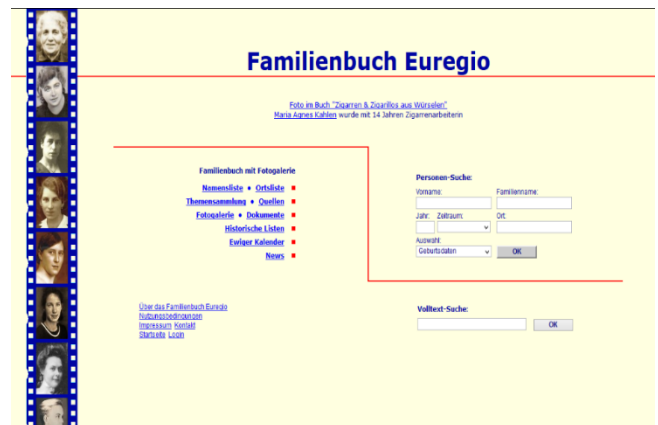 Familienbuch Euregio
Foto im Buch "Zigarren & Zigarillos aus Würselen"
Maria Agnes Kahlen wurde mit 14 Jahren Zigarrenarbeiterin
Familienbuch mit Fotogalerie
Namensliste • Ortsliste
Themensammlung • Quellen
Fotogalerie • Dokumente
Historische Listen
Ewiger Kalender
News
Personen-Suche:
Vorname: Familienname:
Jahr: Zeitraum: Ort:
Auswahl:
Geburtsdaten OK
Über das Familienbuch Euregio
Nutzungsbedingungen
Impressum Kontakt
Startseite Login
Volltext-Suche:
OK